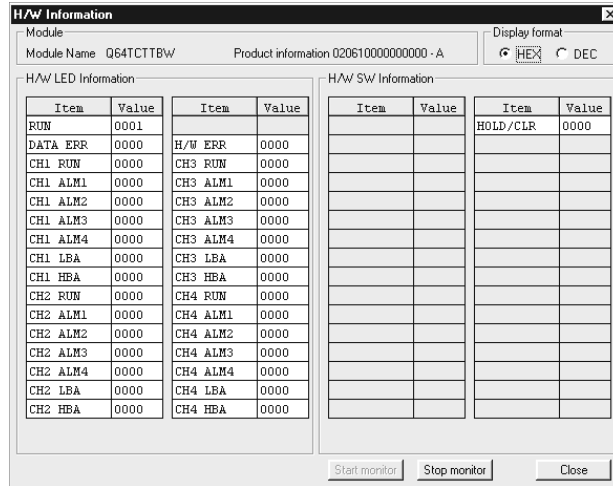 H/W Information
Module
Module Name Q64TCTTBW Product information 020610000000000 - A
Display format
HEX DEC
H/W LED Information
Item Value Item Value
RUN 0001
DATA ERR 0000 H/W ERR 0000
CH1 RUN 0000 CH3 RUN 0000
CH1 ALM1 0000 CH3 ALM1 0000
CH1 ALM2 0000 CH3 ALM2 0000
CH1 ALM3 0000 CH3 ALM3 0000
CH1 ALM4 0000 CH3 ALM4 0000
CH1 LBA 0000 CH3 LBA 0000
CH1 HBA 0000 CH3 HBA 0000
CH2 RUN 0000 CH4 RUN 0000
CH2 ALM1 0000 CH4 ALM1 0000
CH2 ALM2 0000 CH4 ALM2 0000
CH2 ALM3 0000 CH4 ALM3 0000
CH2 ALM4 0000 CH4 ALM4 0000
CH2 LBA 0000 CH4 LBA 0000
CH2 HBA 0000 CH4 HBA 0000
H/W SW Information
Item Value Item Value
HOLD/CLR 0000
Start monitor Stop monitor Close